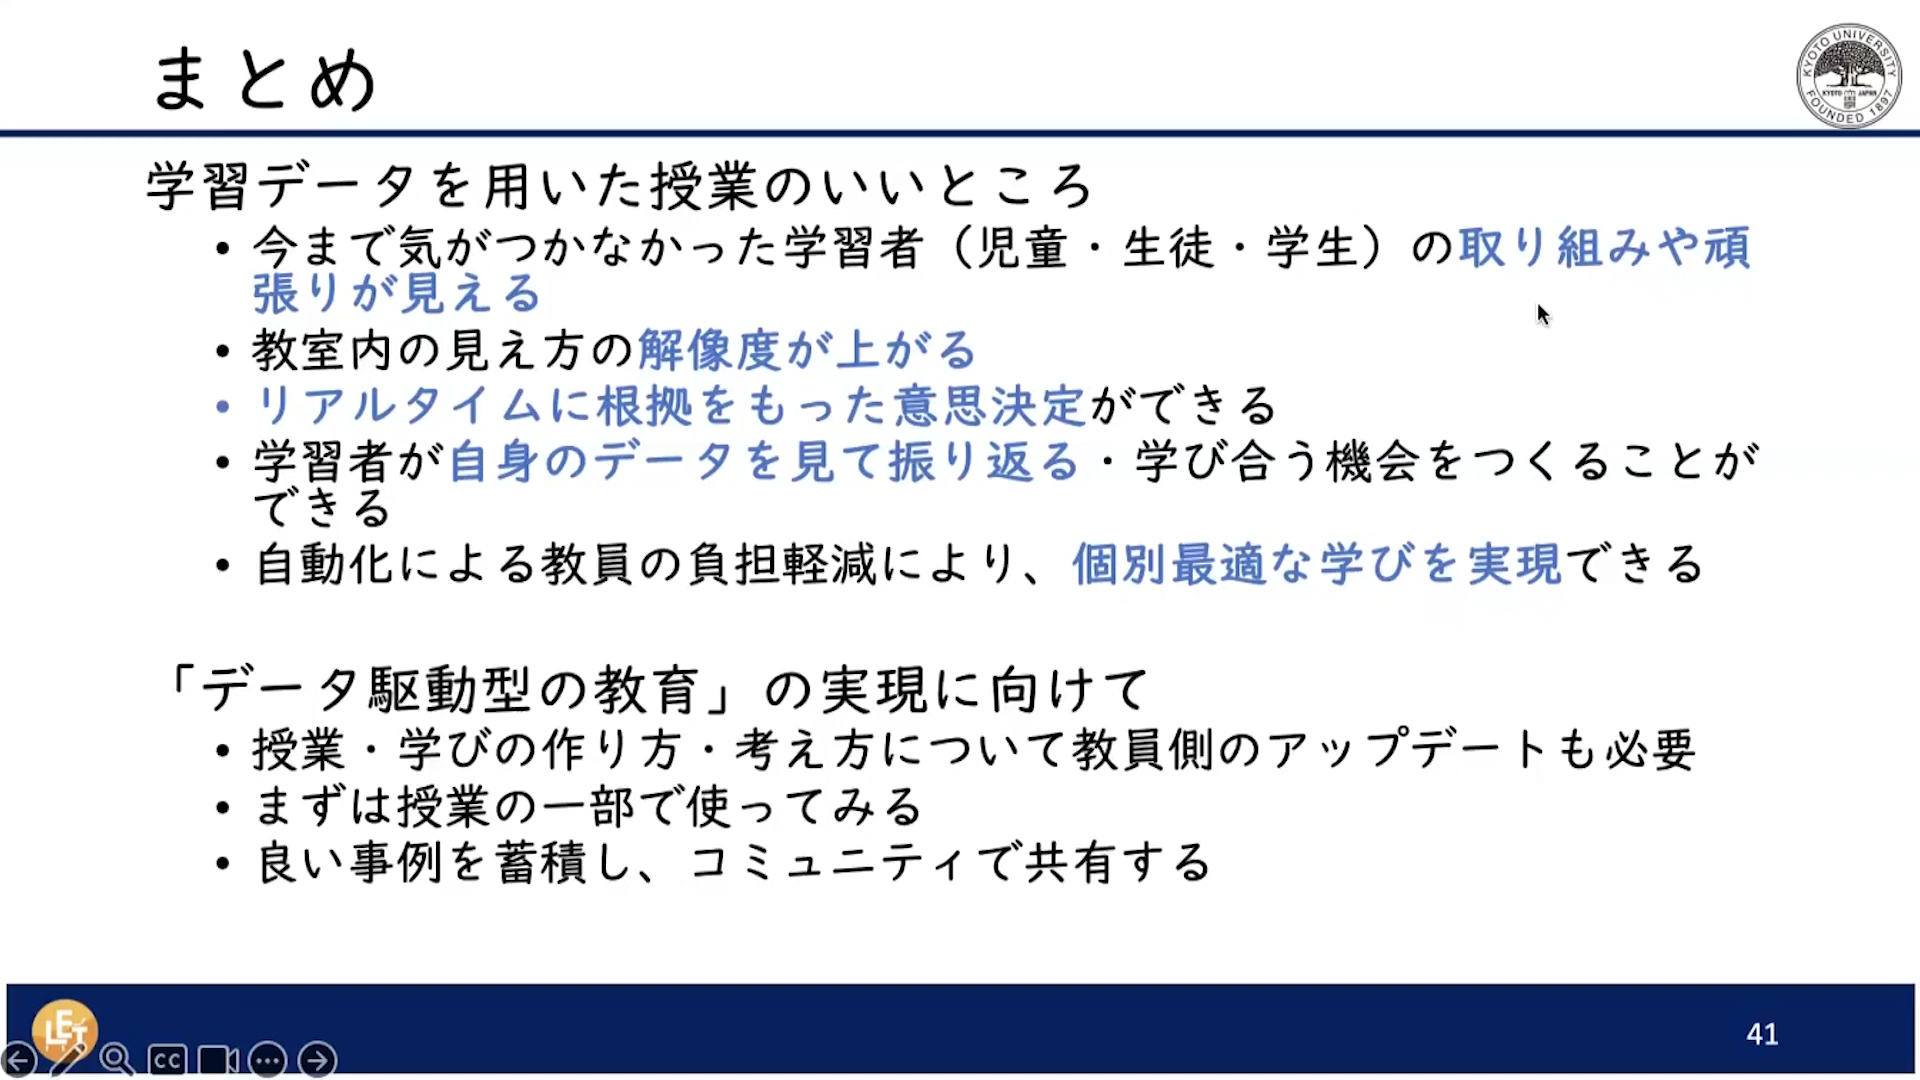 まとめ
KYOTO UNIVERSITY
KYOTO JAPAN
FOUNDED 1897
学習データを用いた授業のいいところ
• 今まで気がつかなかった学習者（児童・生徒・学生）の取り組みや頑
張りが見える
• 教室内の見え方の解像度が上がる
• リアルタイムに根拠をもった意思決定ができる
• 学習者が自身のデータを見て振り返る・学び合う機会をつくることが
できる
• 自動化による教員の負担軽減により、個別最適な学びを実現できる
「データ駆動型の教育」の実現に向けて
• 授業・学びの作り方・考え方について教員側のアップデートも必要
• まずは授業の一部で使ってみる
• 良い事例を蓄積し、コミュニティで共有する
LET
CC
41